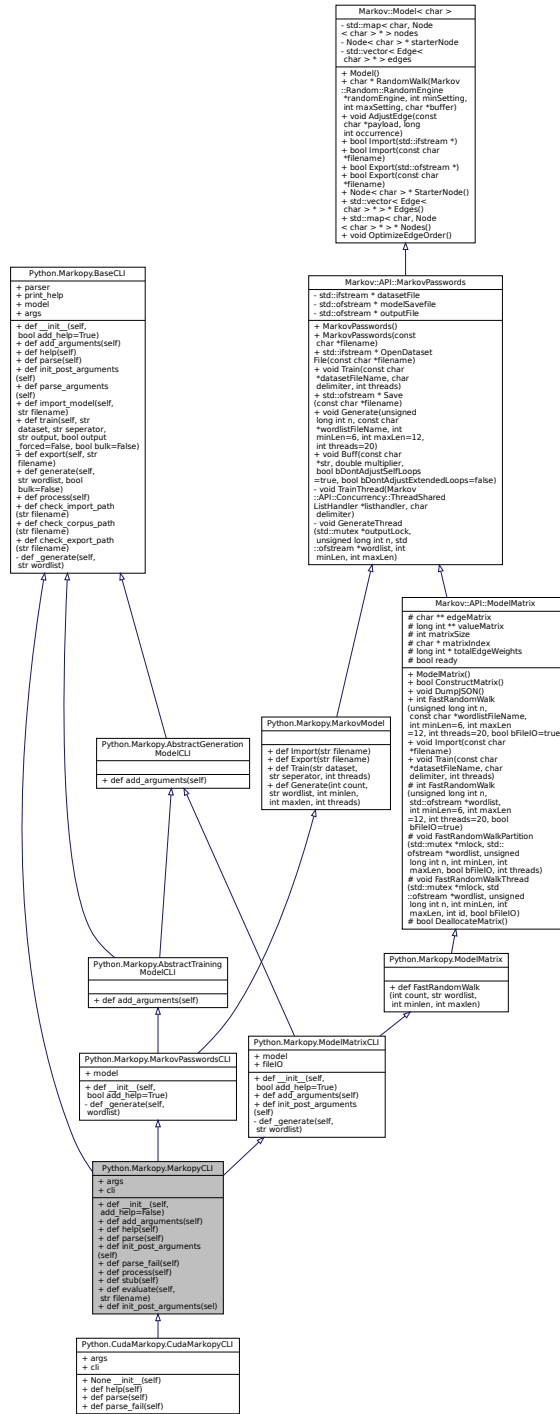 Markov::Model< char >
- std::map< char, Node
< char > * > nodes
- Node< char > * starterNode
- std::vector< Edge<
char > * > edges
+ Model()
+ char * RandomWalk(Markov
::Random::RandomEngine
*randomEngine, int minSetting,
int maxSetting, char *buffer)
+ void AdjustEdge(const
char *payload, long
int occurrence)
+ bool Import(std::ifstream *)
+ bool Import(const char
*filename)
+ bool Export(std::ofstream *)
+ bool Export(const char
*filename)
+ Node< char > * StarterNode()
+ std::vector< Edge<
char > * > * Edges()
+ std::map< char, Node
< char > * > * Nodes()
+ void OptimizeEdgeOrder()
Python.Markopy.BaseCLI
+ parser
+ print_help
+ model
+ args
+ def __init__(self,
bool add_help=True)
+ def add_arguments(self)
+ def help(self)
+ def parse(self)
+ def init_post_arguments
(self)
+ def parse_arguments
(self)
+ def import_model(self,
str filename)
+ def train(self, str
dataset, str seperator,
str output, bool output
_forced=False, bool bulk=False)
+ def export(self, str
filename)
+ def generate(self,
str wordlist, bool
bulk=False)
+ def process(self)
+ def check_import_path
(str filename)
+ def check_corpus_path
(str filename)
+ def check_export_path
(str filename)
- def _generate(self,
str wordlist)
Markov::API::MarkovPasswords
- std::ifstream * datasetFile
- std::ofstream * modelSavefile
- std::ofstream * outputFile
+ MarkovPasswords()
+ MarkovPasswords(const
char *filename)
+ std::ifstream * OpenDataset
File(const char *filename)
+ void Train(const char
*datasetFileName, char
delimiter, int threads)
+ std::ofstream * Save
(const char *filename)
+ void Generate(unsigned
long int n, const char
*wordlistFileName, int
minLen=6, int maxLen=12,
int threads=20)
+ void Buff(const char
*str, double multiplier,
bool bDontAdjustSelfLoops
=true, bool bDontAdjustExtendedLoops=false)
- void TrainThread(Markov
::API::Concurrency::ThreadShared
ListHandler *listhandler, char
delimiter)
- void GenerateThread
(std::mutex *outputLock,
unsigned long int n, std
::ofstream *wordlist, int
minLen, int maxLen)
Markov::API::ModelMatrix
# char ** edgeMatrix
# long int ** valueMatrix
# int matrixSize
# char * matrixIndex
# long int * totalEdgeWeights
# bool ready
+ ModelMatrix()
+ bool ConstructMatrix()
+ void DumpJSON()
+ int FastRandomWalk
(unsigned long int n,
const char *wordlistFileName,
int minLen=6, int maxLen
=12, int threads=20, bool bFileIO=true)
+ void Import(const char
*filename)
+ void Train(const char
*datasetFileName, char
delimiter, int threads)
# int FastRandomWalk
(unsigned long int n,
std::ofstream *wordlist,
int minLen=6, int maxLen
=12, int threads=20, bool
bFileIO=true)
# void FastRandomWalkPartition
(std::mutex *mlock, std::
ofstream *wordlist, unsigned
long int n, int minLen, int
maxLen, bool bFileIO, int threads)
# void FastRandomWalkThread
(std::mutex *mlock, std
::ofstream *wordlist, unsigned
long int n, int minLen, int
maxLen, int id, bool bFileIO)
# bool DeallocateMatrix()
Python.Markopy.MarkovModel
+ def Import(str filename)
+ def Export(str filename)
+ def Train(str dataset,
str seperator, int threads)
+ def Generate(int count,
str wordlist, int minlen,
int maxlen, int threads)
Python.Markopy.AbstractGeneration
ModelCLI
+ def add_arguments(self)
Python.Markopy.AbstractTraining
ModelCLI
+ def add_arguments(self)
Python.Markopy.ModelMatrix
+ def FastRandomWalk
(int count, str wordlist,
int minlen, int maxlen)
Python.Markopy.MarkovPasswordsCLI
+ model
+ def __init__(self,
bool add_help=True)
- def _generate(self,
wordlist)
Python.Markopy.ModelMatrixCLI
+ model
+ fileIO
+ def __init__(self,
bool add_help=True)
+ def add_arguments(self)
+ def init_post_arguments
(self)
- def _generate(self,
str wordlist)
Python.Markopy.MarkopyCLI
+ args
+ cli
+ def __init__(self,
add_help=False)
+ def add_arguments(self)
+ def help(self)
+ def parse(self)
+ def init_post_arguments
(self)
+ def parse_fail(self)
+ def process(self)
+ def stub(self)
+ def evaluate(self,
str filename)
+ def init_post_arguments(sel)
Python.CudaMarkopy.CudaMarkopyCLI
+ args
+ cli
+ None __init__(self)
+ def help(self)
+ def parse(self)
+ def parse_fail(self)